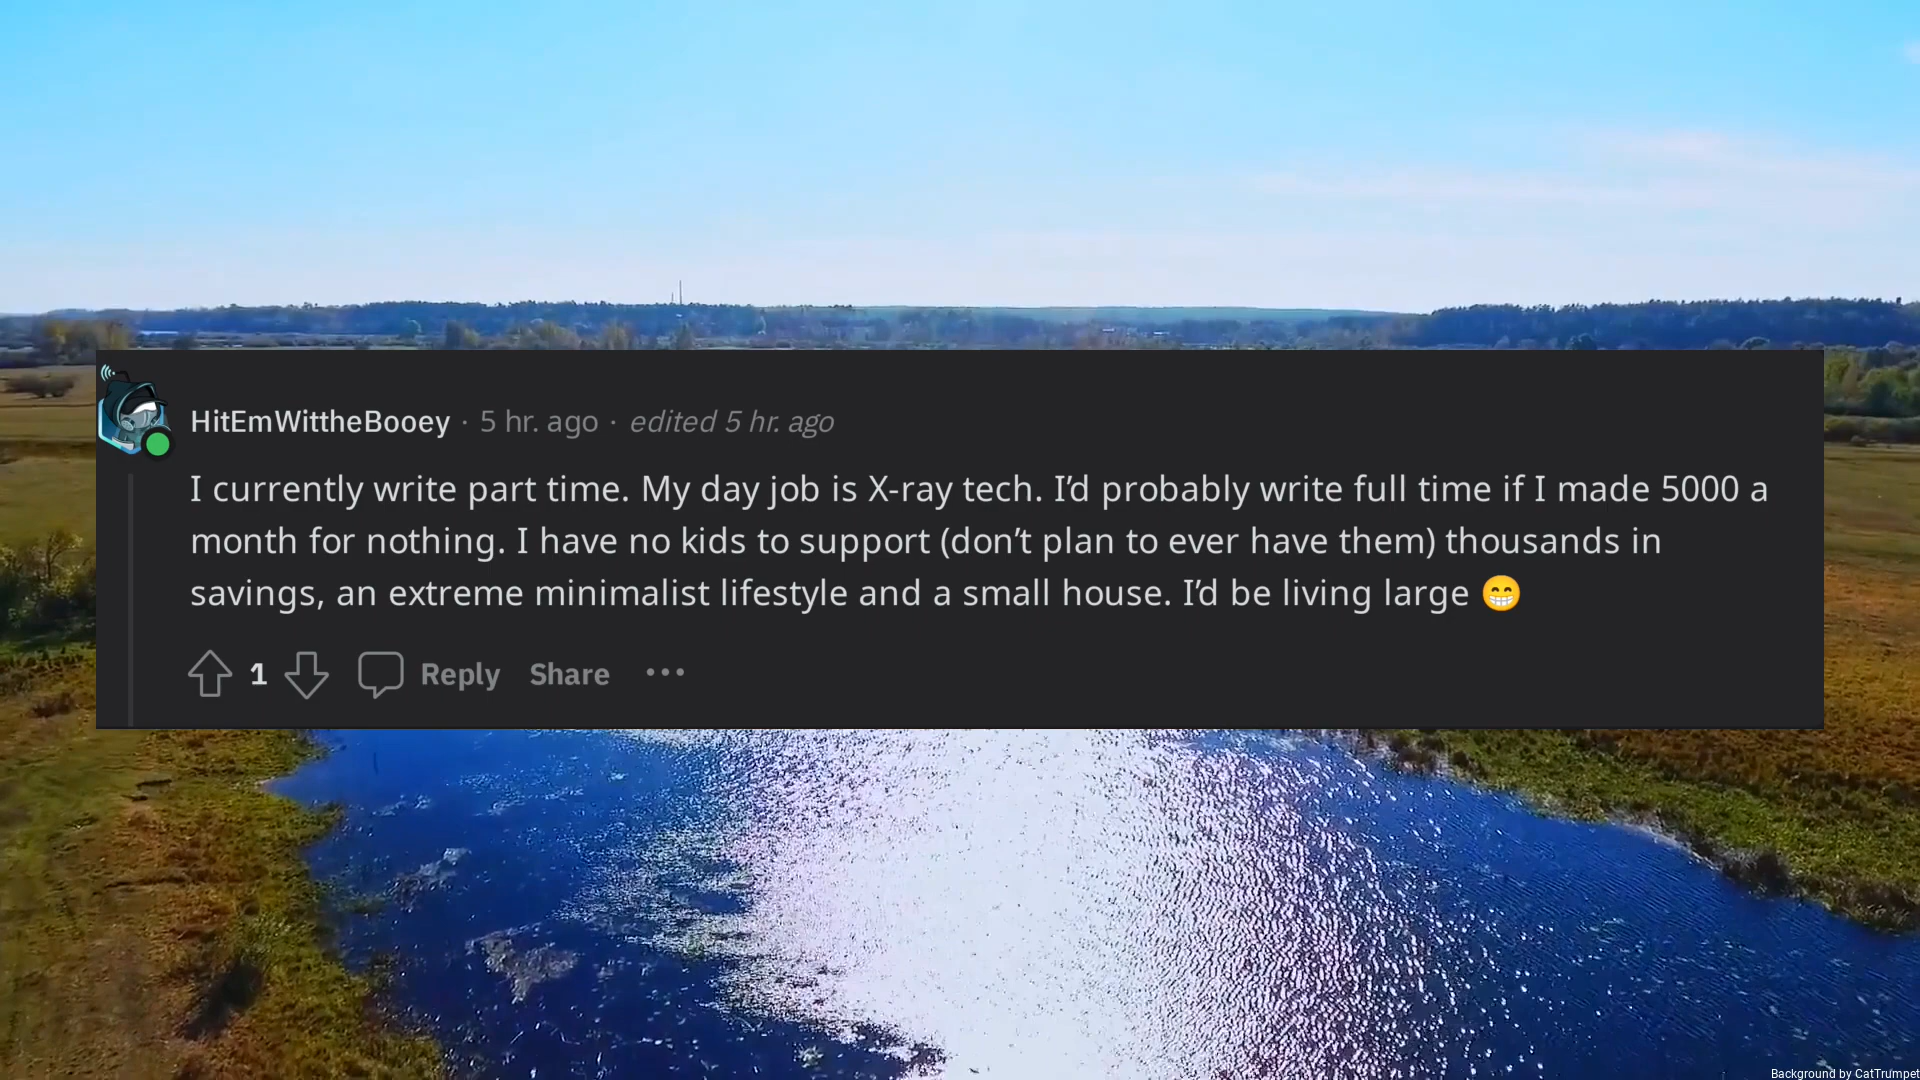 HitEmWittheBooey · 5 hr. ago · edited 5 hr. ago
I currently write part time. My day job is X-ray tech. I’d probably write full time if I made 5000 a
month for nothing. I have no kids to support (don’t plan to ever have them) thousands in
savings, an extreme minimalist lifestyle and a small house. I’d be living large 😁
1 Reply Share ···
Background by CatTrumpet